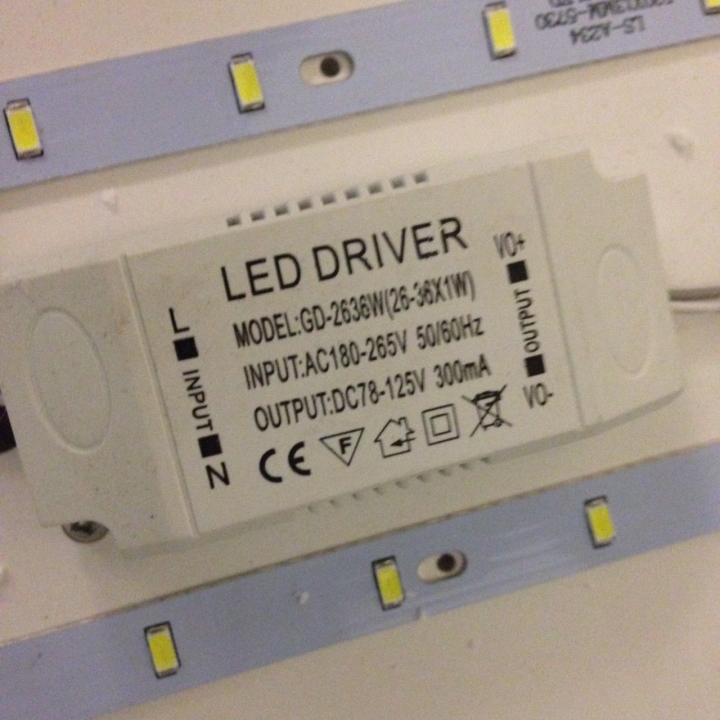 LS-A234
LED DRIVER
MODEL:GD-2636W(26-36X1W)
INPUT:AC180-265V 50/60Hz
OUTPUT:DC78-125V 300mA
L
INPUT
N
VO+
OUTPUT
VO-
CE
F